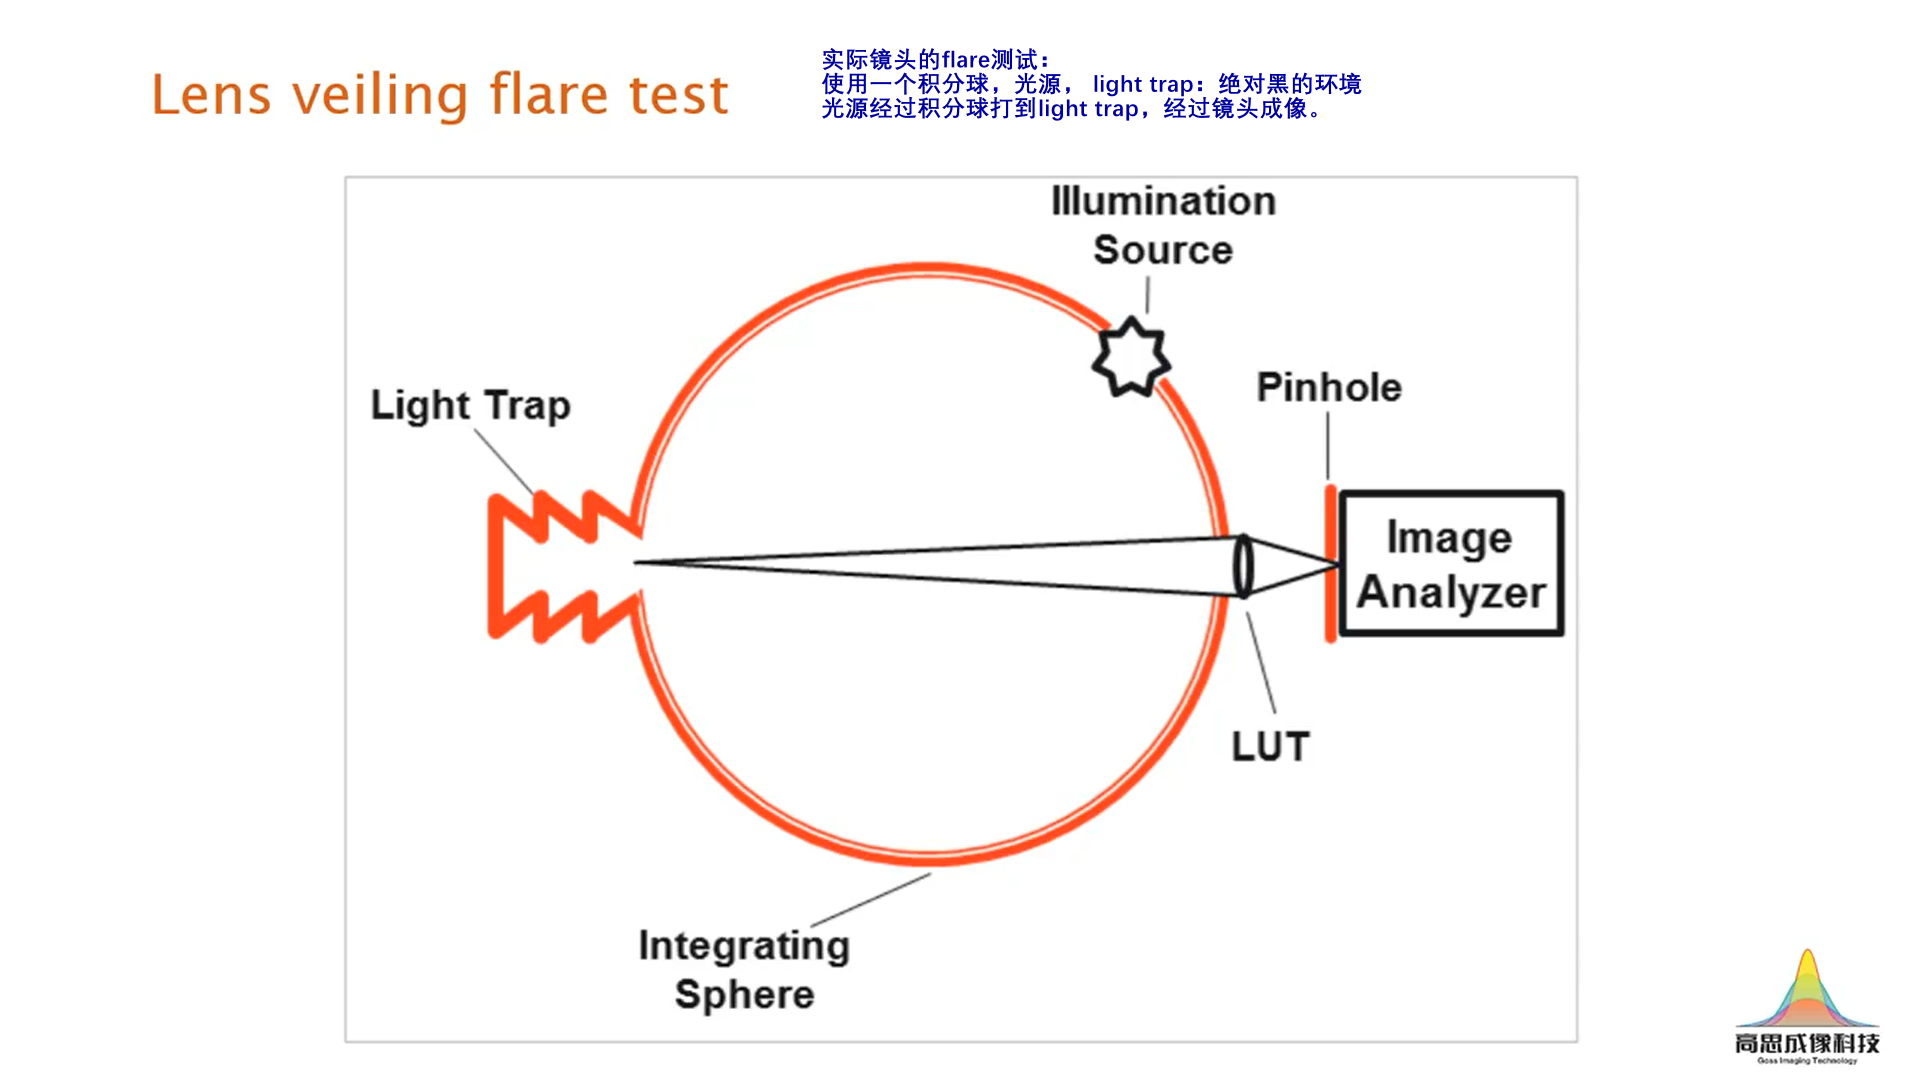 Lens veiling flare test
实际镜头的flare测试：
使用一个积分球，光源， light trap：绝对黑的环境
光源经过积分球打到light trap，经过镜头成像。
Illumination
Source
Light Trap
Pinhole
Image
Analyzer
LUT
Integrating
Sphere
高思成像科技
Goss Imaging Technology